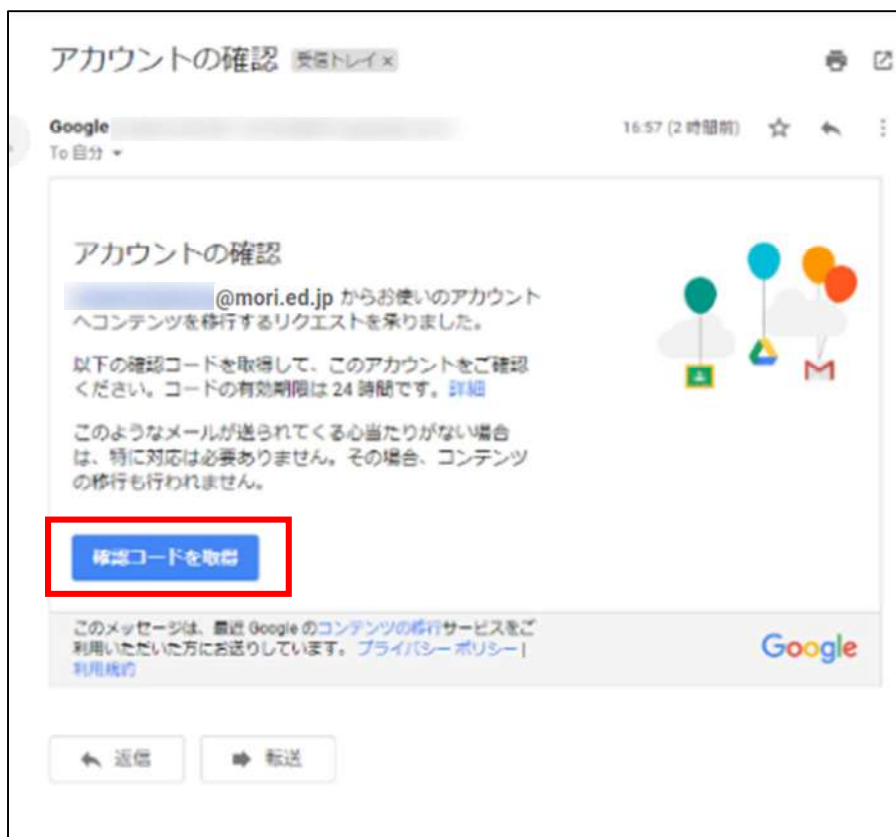 アカウントの確認 受信トレイ ×
Google
16:57 (2 時間前)
To 自分
アカウントの確認
@mori.ed.jp からお使いのアカウント
へコンテンツを移行するリクエストを承りました。
以下の確認コードを取得して、このアカウントをご確認
ください。コードの有効期限は 24 時間です。詳細
このようなメールが送られてくる心当たりがない場合
は、特に対応は必要ありません。その場合、コンテンツ
の移行も行われません。
確認コードを取得
このメッセージは、最近 Google のコンテンツの移行サービスをご
利用いただいた方にお送りしています。 プライバシー ポリシー |
利用規約
Google
返信
転送